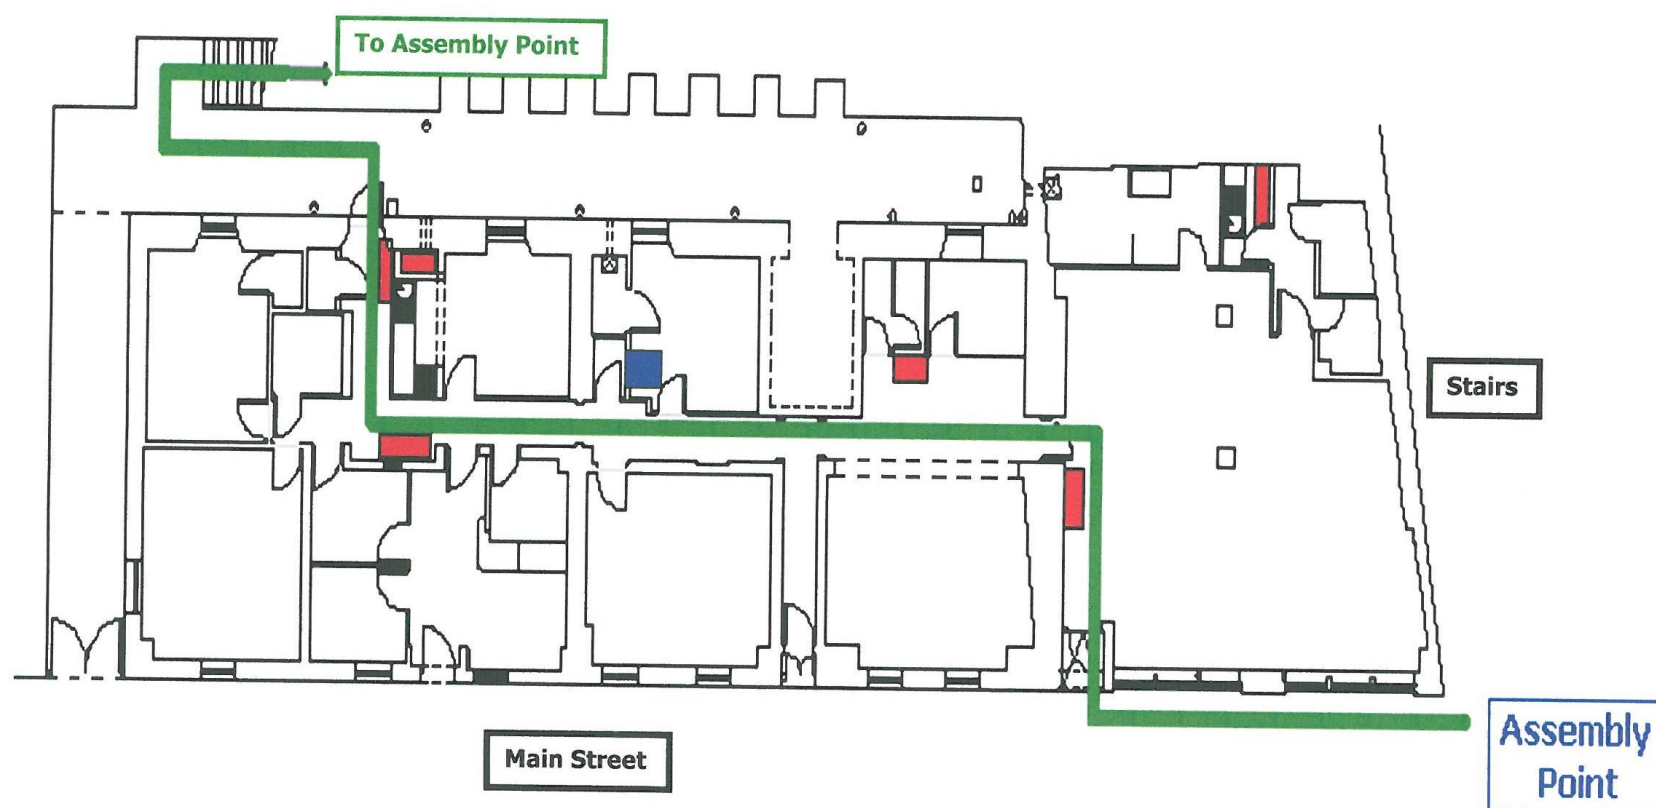 To Assembly Point
Stairs
Main Street
Assembly
Point